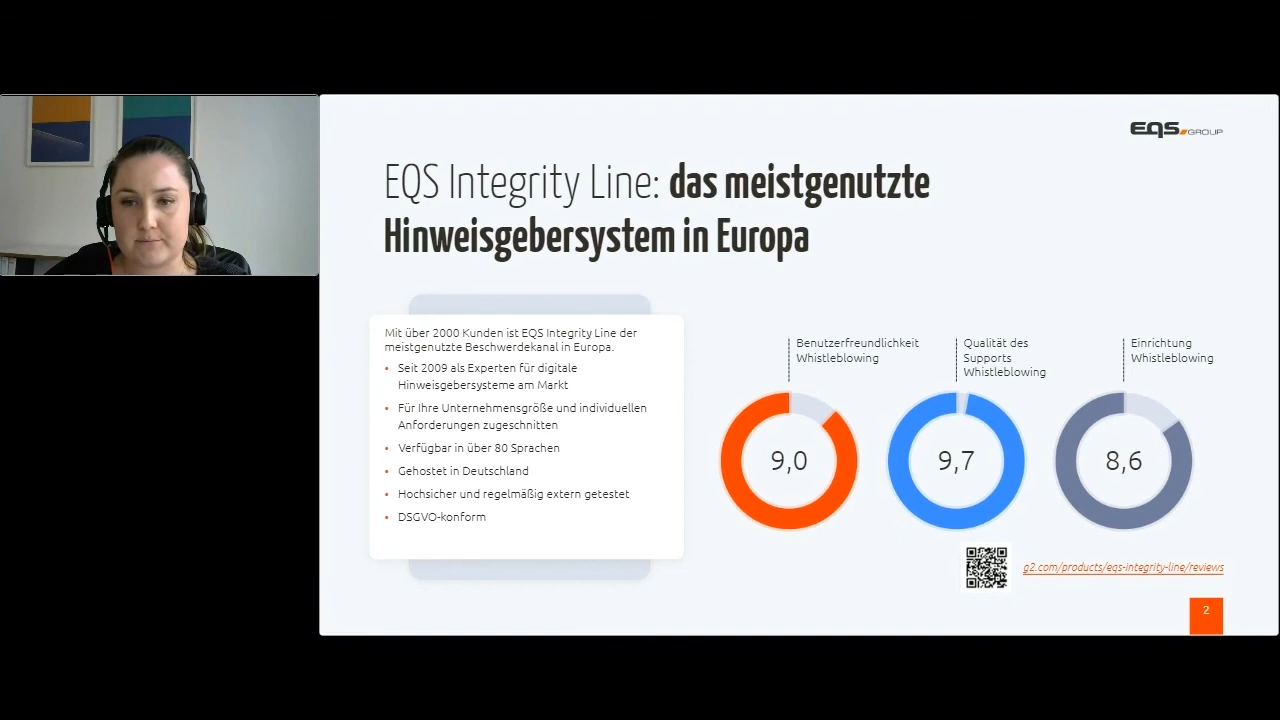 EQS GROUP
EQS Integrity Line: das meistgenutzte
Hinweisgebersystem in Europa
Mit über 2000 Kunden ist EQS Integrity Line der
meistgenutzte Beschwerdekanal in Europa.
• Seit 2009 als Experten für digitale
Hinweisgebersysteme am Markt
• Für Ihre Unternehmensgröße und individuellen
Anforderungen zugeschnitten
• Verfügbar in über 80 Sprachen
• Gehostet in Deutschland
• Hochsicher und regelmäßig extern getestet
• DSGVO-konform
Benutzerfreundlichkeit
Whistleblowing
9,0
Qualität des
Supports
Whistleblowing
9,7
Einrichtung
Whistleblowing
8,6
g2.com/products/eqs-integrity-line/reviews
2